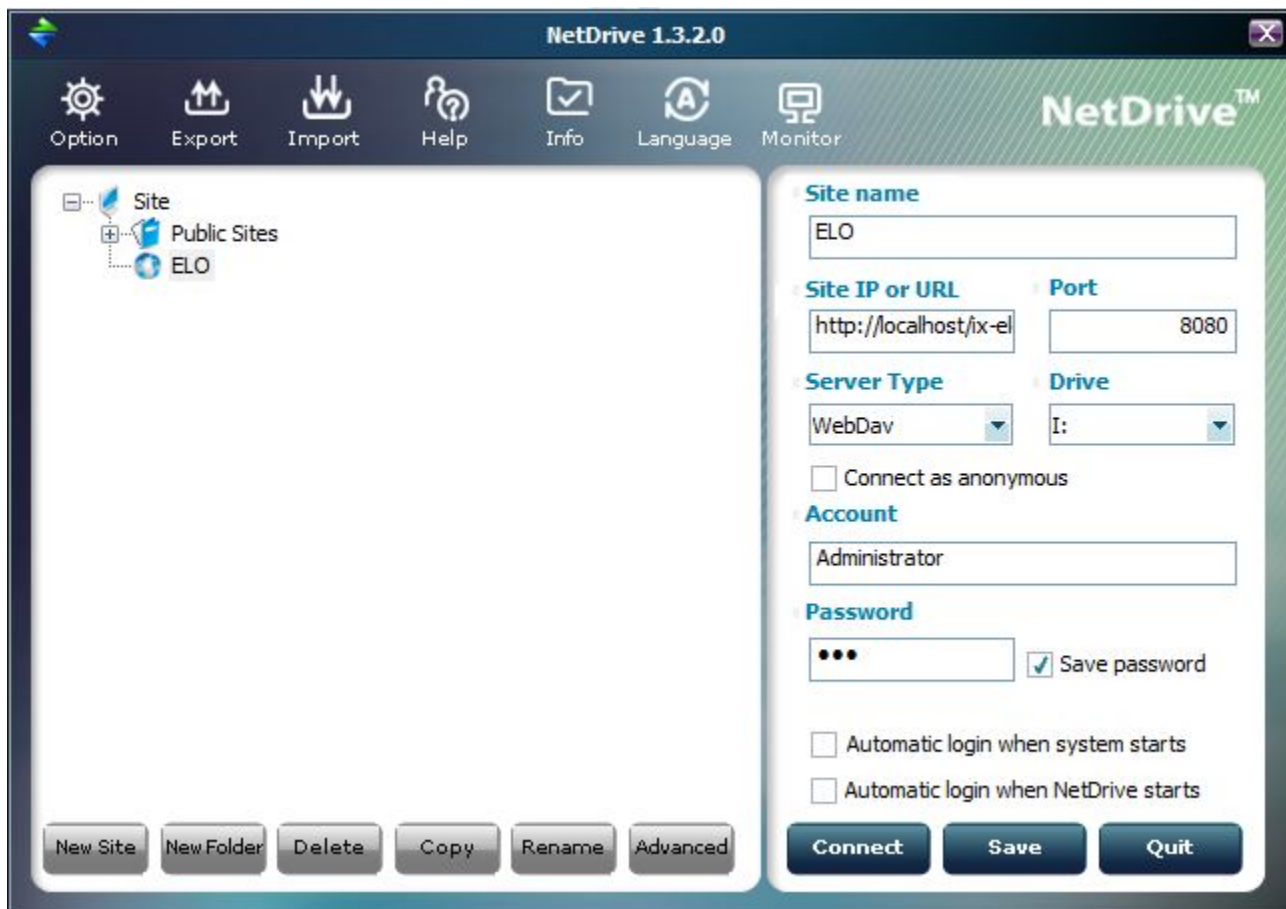 NetDrive 1.3.2.0
Option Export Import Help Info Language Monitor
NetDrive™
Site
Public Sites
ELO
Site name
ELO
Site IP or URL Port
http://localhost/ix-el 8080
Server Type Drive
WebDav I:
Connect as anonymous
Account
Administrator
Password
•••
Save password
Automatic login when system starts
Automatic login when NetDrive starts
New Site New Folder Delete Copy Rename Advanced
Connect Save Quit